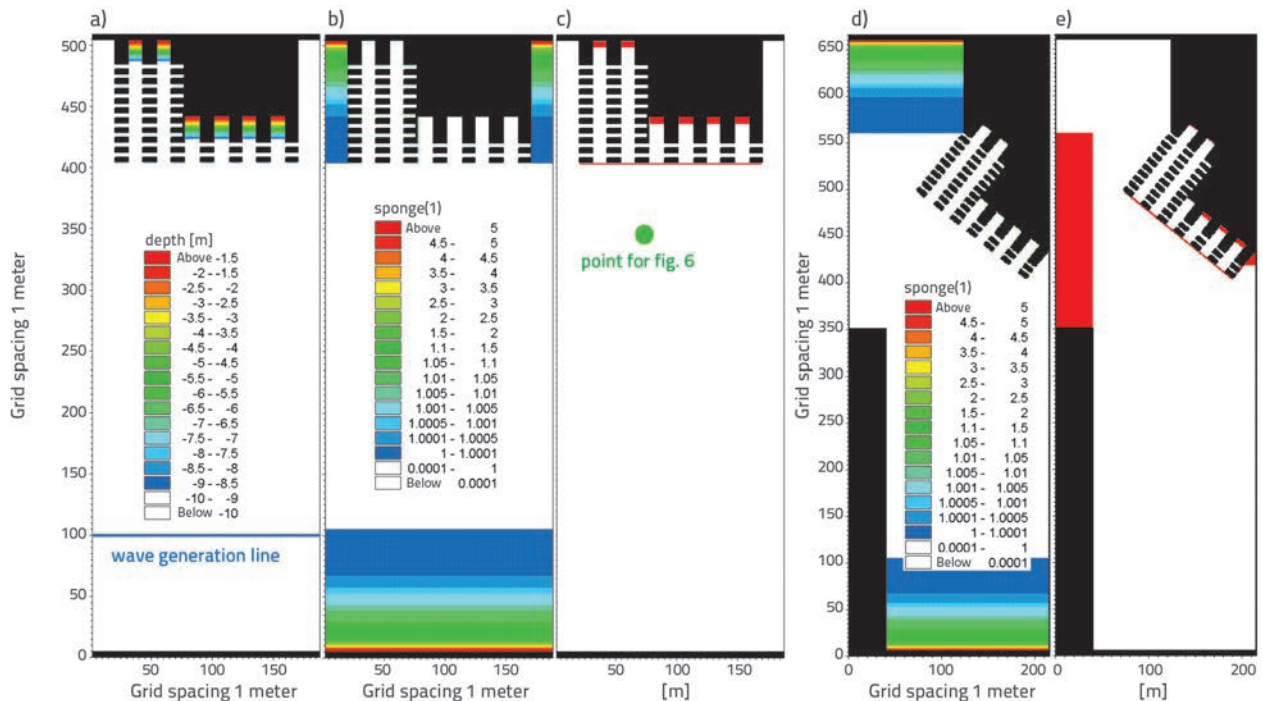 a)
b)
c)
d)
e)
Grid spacing 1 meter
500
450
400
350
300
250
200
150
100
50
0
depth [m]
Above -1.5
-2 - -1.5
-2.5 - -2
-3 - -2.5
-3.5 - -3
-4 - -3.5
-4.5 - -4
-5 - -4.5
-5.5 - -5
-6 - -5.5
-6.5 - -6
-7 - -6.5
-7.5 - -7
-8 - -7.5
-8.5 - -8
-9 - -8.5
-10 - -9
Below -10
wave generation line
50 100 150
Grid spacing 1 meter
sponge(1)
Above 5
4.5 - 5
4 - 4.5
3.5 - 4
3 - 3.5
2.5 - 3
2 - 2.5
1.5 - 2
1.1 - 1.5
1.05 - 1.1
1.01 - 1.05
1.005 - 1.01
1.001 - 1.005
1.0005 - 1.001
1.0001 - 1.0005
1 - 1.0001
0.0001 - 1
Below 0.0001
50 100 150
Grid spacing 1 meter
point for fig. 6
50 100 150
[m]
Grid spacing 1 meter
650
600
550
500
450
400
350
300
250
200
150
100
50
0
sponge(1)
Above 5
4.5 - 5
4 - 4.5
3.5 - 4
3 - 3.5
2.5 - 3
2 - 2.5
1.5 - 2
1.1 - 1.5
1.05 - 1.1
1.01 - 1.05
1.005 - 1.01
1.001 - 1.005
1.0005 - 1.001
1.0001 - 1.0005
1 - 1.0001
0.0001 - 1
Below 0.0001
0 100 200
Grid spacing 1 meter
0 100 200
[m]